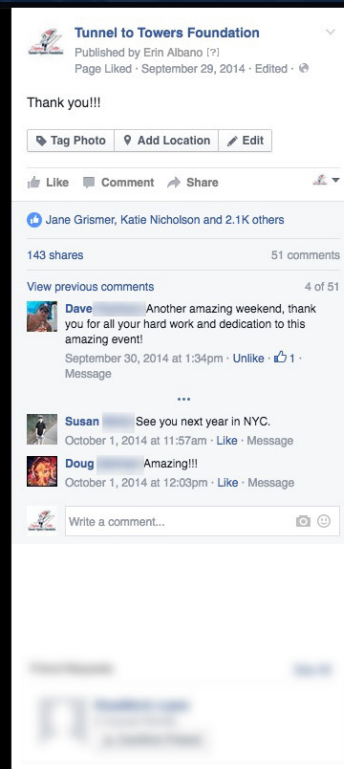 Tunnel to Towers Foundation
Published by Erin Albano [?]
Page Liked · September 29, 2014 · Edited ·
Thank you!!!
Tag Photo Add Location Edit
Like Comment Share
Jane Grismer, Katie Nicholson and 2.1K others
143 shares 51 comments
View previous comments 4 of 51
Dave Another amazing weekend, thank
you for all your hard work and dedication to this
amazing event!
September 30, 2014 at 1:34pm · Unlike · 1 ·
Message
Susan See you next year in NYC.
October 1, 2014 at 11:57am · Like · Message
Doug Amazing!!!
October 1, 2014 at 12:03pm · Like · Message
Write a comment...